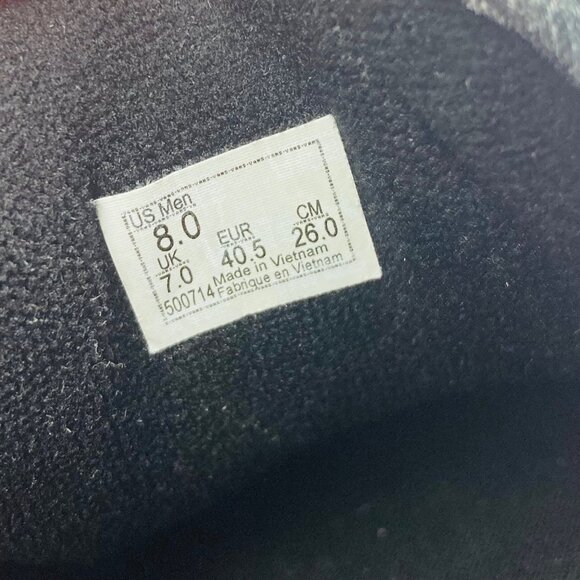 US Men
8.0
UK EUR CM
7.0 40.5 26.0
500714 Made in Vietnam
Fabrique en Vietnam